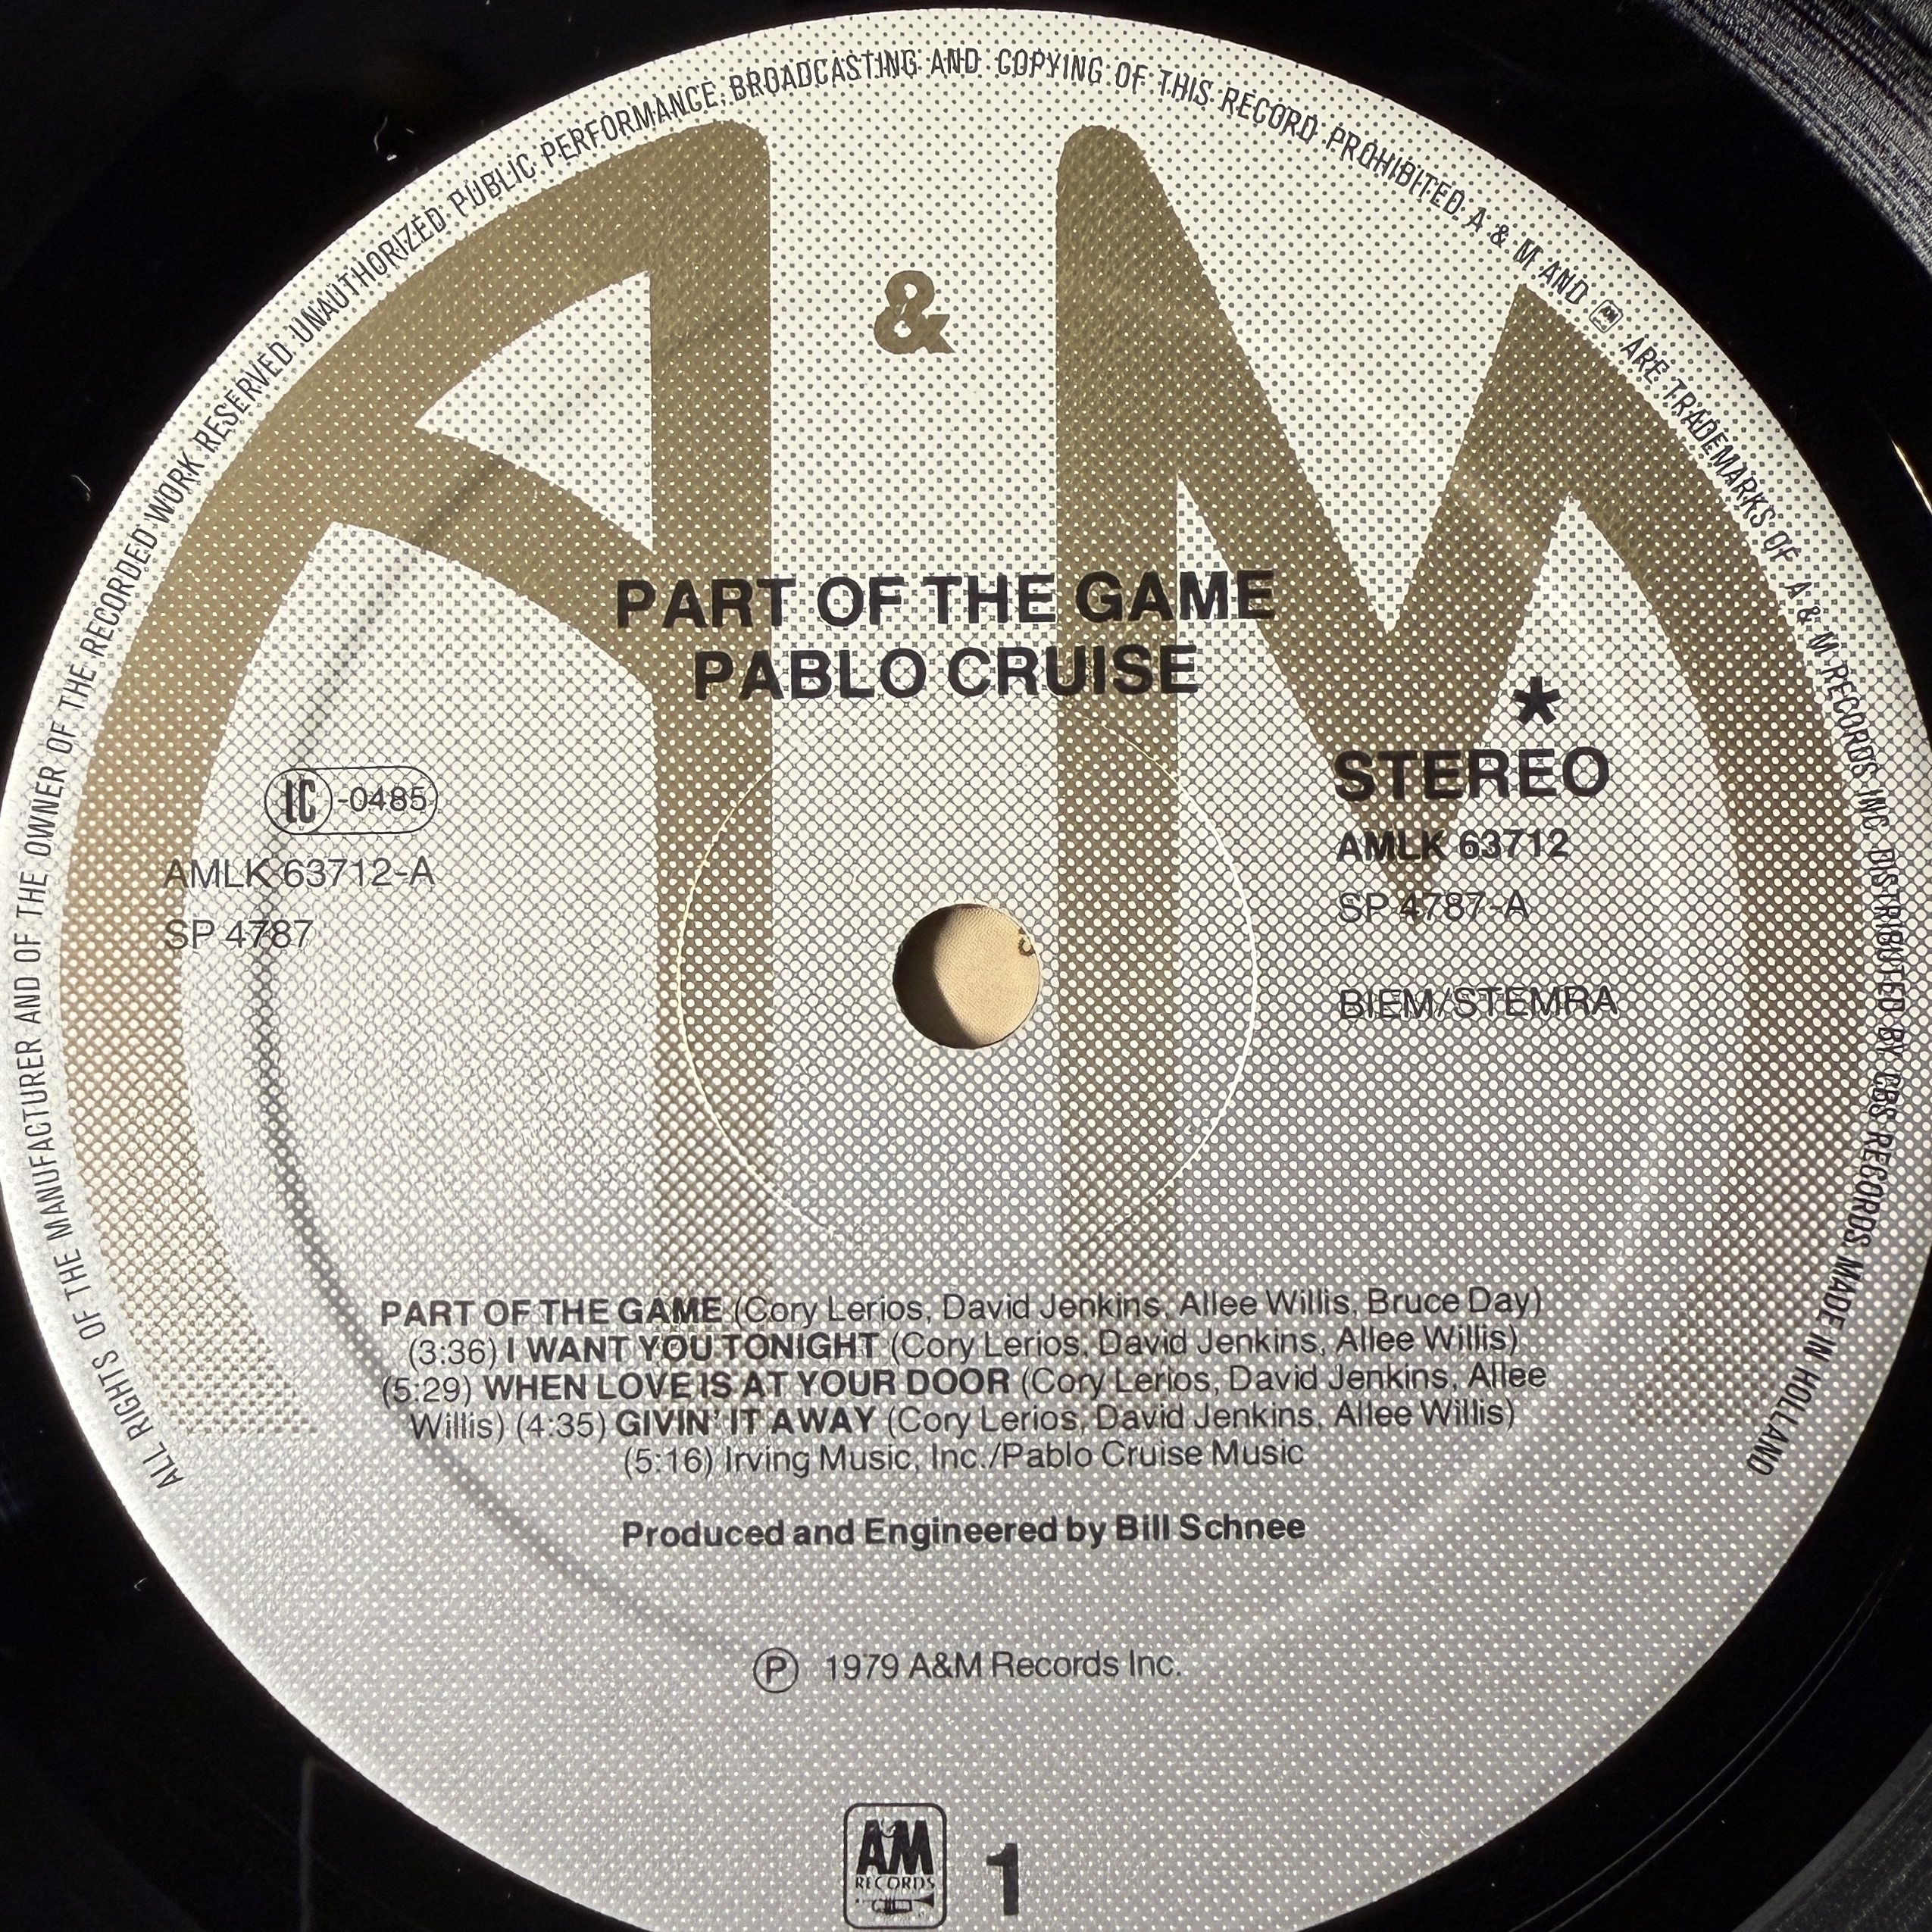 ALL RIGHTS OF THE MANUFACTURER AND OF THE OWNER OF THE RECORDED WORK RESERVED UNAUTHORIZED PUBLIC PERFORMANCE, BROADCASTING AND COPYING OF THIS RECORD PROHIBITED. A & M AND AM ARE TRADEMARKS OF A & M RECORDS INC. DISTRIBUTED BY CBS RECORDS. MADE IN HOLLAND
A & M
PART OF THE GAME
PABLO CRUISE
*
STEREO
AMLK 63712
SP 4787-A
BIEM/STEMRA
LC-0485
AMLK 63712-A
SP 4787
PART OF THE GAME (Cory Lerios, David Jenkins, Allee Willis, Bruce Day)
(3:36) I WANT YOU TONIGHT (Cory Lerios, David Jenkins, Allee Willis)
(5:29) WHEN LOVE IS AT YOUR DOOR (Cory Lerios, David Jenkins, Allee
Willis) (4:35) GIVIN' IT AWAY (Cory Lerios, David Jenkins, Allee Willis)
(5:16) Irving Music, Inc./Pablo Cruise Music
Produced and Engineered by Bill Schnee
Ⓟ 1979 A&M Records Inc.
AM
RECORDS
1